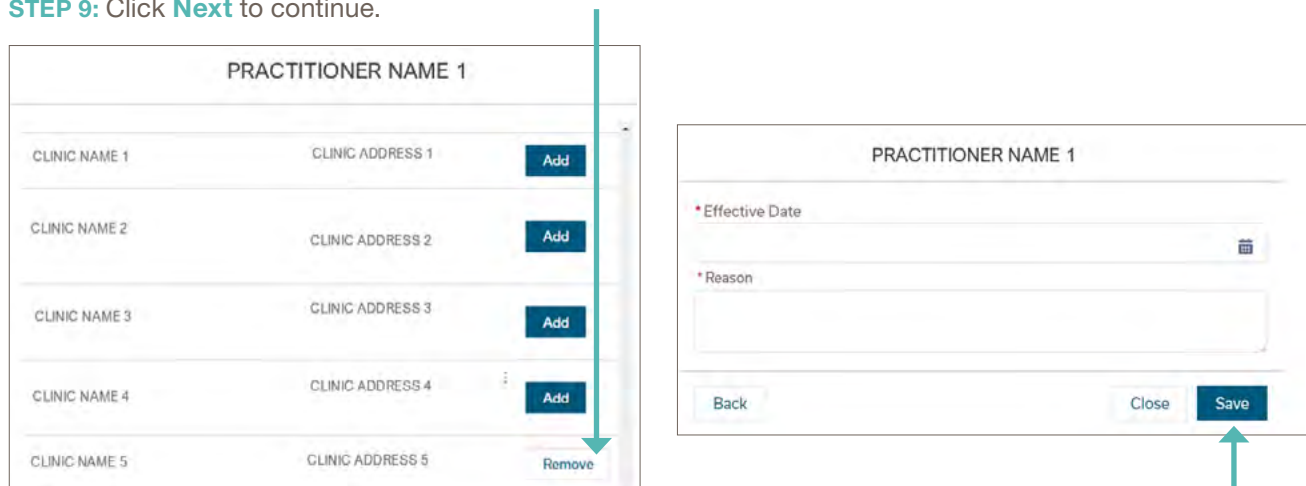 STEP 9: Click Next to continue.
PRACTITIONER NAME 1
CLINIC NAME 1 CLINIC ADDRESS 1 Add
CLINIC NAME 2 CLINIC ADDRESS 2 Add
CLINIC NAME 3 CLINIC ADDRESS 3 Add
CLINIC NAME 4 CLINIC ADDRESS 4 Add
CLINIC NAME 5 CLINIC ADDRESS 5 Remove
PRACTITIONER NAME 1
* Effective Date
* Reason
Back Close Save